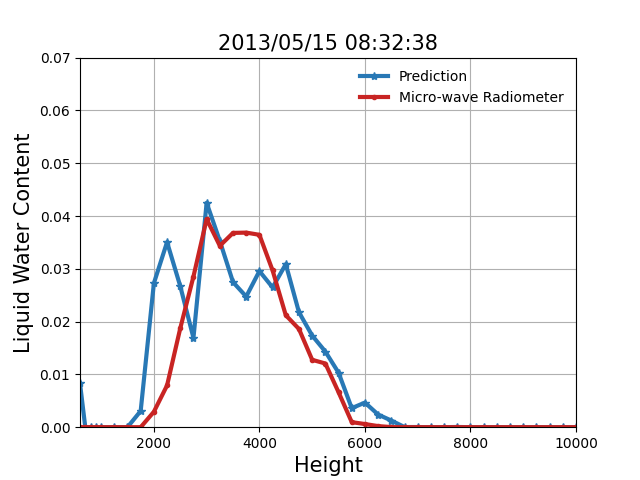 2013/05/15 08:32:38
Prediction
Micro-wave Radiometer
Liquid Water Content
0.07
0.06
0.05
0.04
0.03
0.02
0.01
0.00
2000 4000 6000 8000 10000
Height